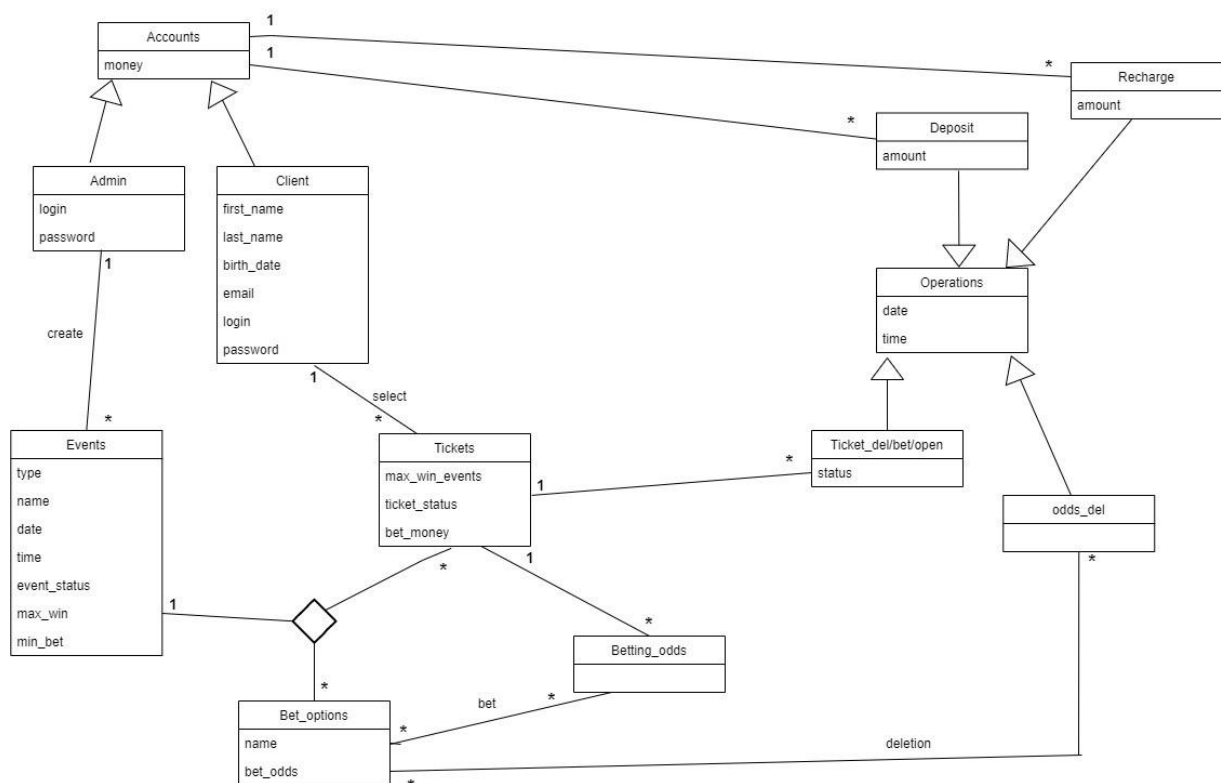 1
Accounts
1
money
*
Recharge
amount
*
Deposit
amount
Admin
login
password
1
Client
first_name
last_name
birth_date
email
login
password
1
Operations
date
time
create
select
*
*
Events
type
name
date
time
event_status
max_win
min_bet
1
Tickets
max_win_events
ticket_status
bet_money
1
*
Ticket_del/bet/open
status
odds_del
*
*
1
*
Betting_odds
*
bet
*
*
Bet_options
name
bet_odds
deletion
*